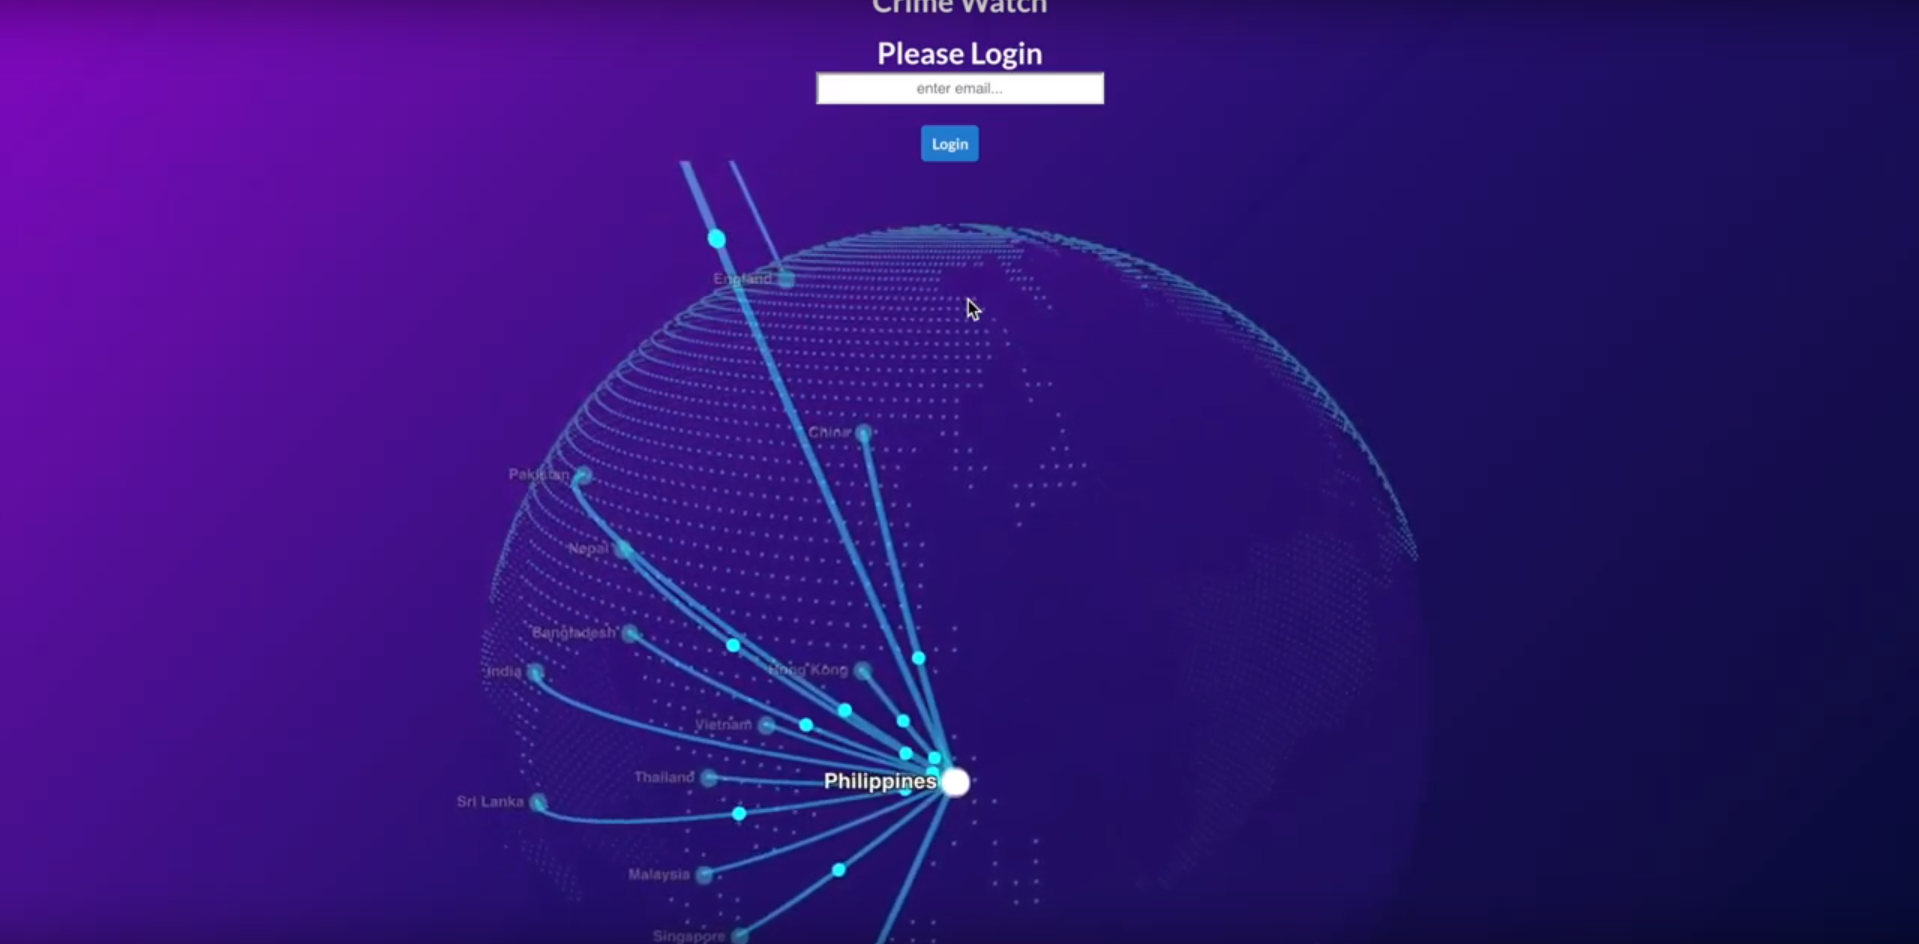 Crime Watch
Please Login
enter email...
Login
England
China
Pakistan
Nepal
Bangladesh
India
Hong Kong
Vietnam
Thailand
Philippines
Sri Lanka
Malaysia
Singapore